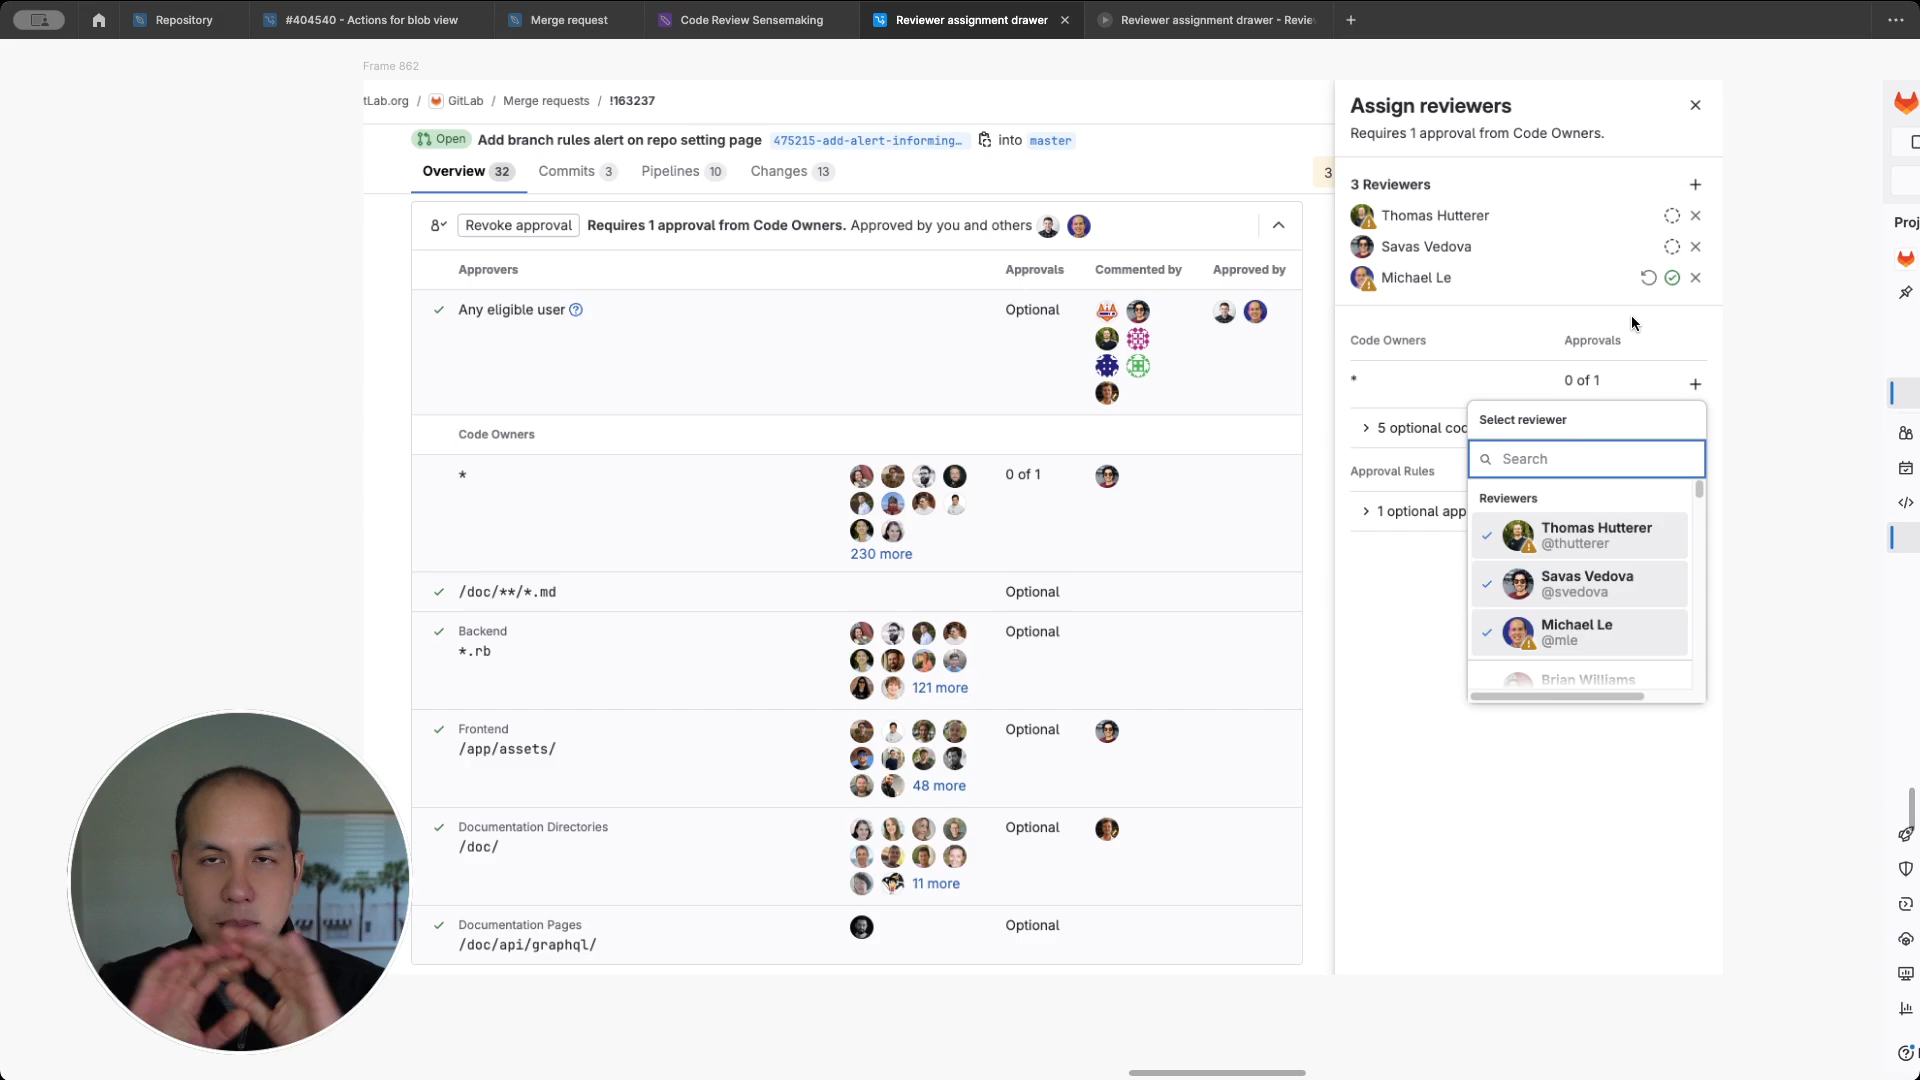 Repository
#404540 - Actions for blob view
Merge request
Code Review Sensemaking
Reviewer assignment drawer
Reviewer assignment drawer - Revie
Frame 862
tLab.org / GitLab / Merge requests / !163237
Open Add branch rules alert on repo setting page 475215-add-alert-informing… into master
Overview 32 Commits 3 Pipelines 10 Changes 13
3
Revoke approval Requires 1 approval from Code Owners. Approved by you and others
Approvers Approvals Commented by Approved by
Any eligible user Optional
Code Owners
* 0 of 1
230 more
/doc/**/*.md Optional
Backend Optional
*.rb
121 more
Frontend Optional
/app/assets/
48 more
Documentation Directories Optional
/doc/
11 more
Documentation Pages Optional
/doc/api/graphql/
Assign reviewers
Requires 1 approval from Code Owners.
3 Reviewers
Thomas Hutterer
Savas Vedova
Michael Le
Code Owners Approvals
* 0 of 1
5 optional coc
Approval Rules
1 optional app
Select reviewer
Search
Reviewers
Thomas Hutterer
@thutterer
Savas Vedova
@svedova
Michael Le
@mle
Brian Williams
Proj